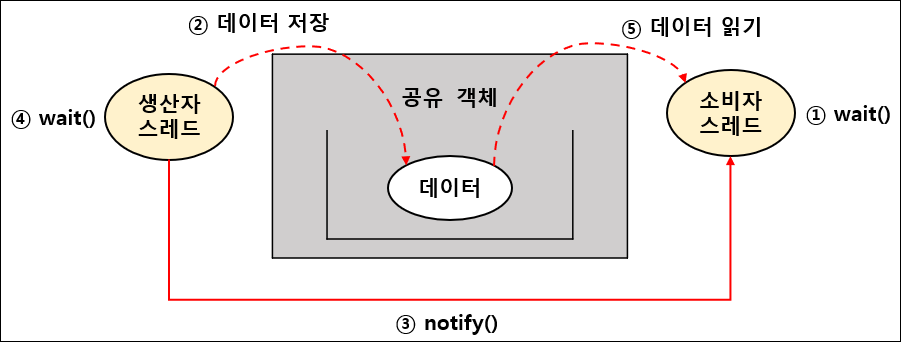 ② 데이터 저장
⑤ 데이터 읽기
공유 객체
생산자
스레드
④ wait()
소비자
스레드
① wait()
데이터
③ notify()